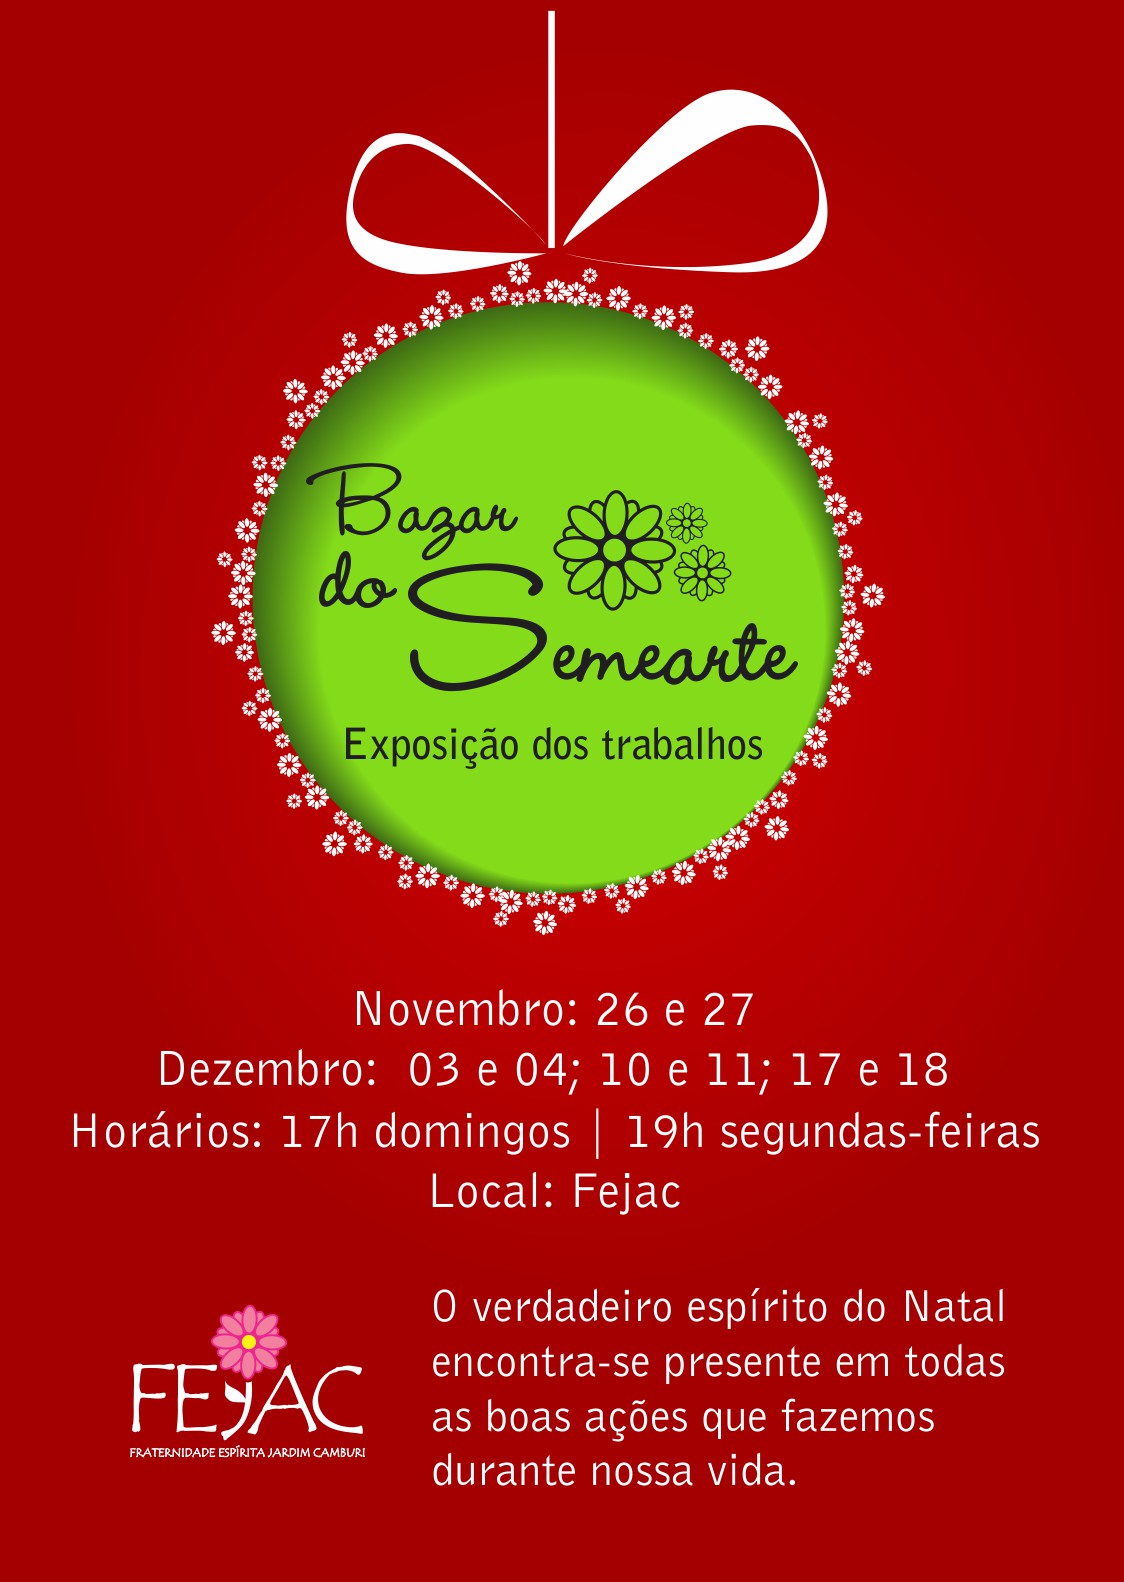 Bazar
do Semearte
Exposição dos trabalhos
Novembro: 26 e 27
Dezembro: 03 e 04; 10 e 11; 17 e 18
Horários: 17h domingos | 19h segundas-feiras
Local: Fejac
O verdadeiro espírito do Natal
encontra-se presente em todas
as boas ações que fazemos
durante nossa vida.
FEJAC
FRATERNIDADE ESPÍRITA JARDIM CAMBURI